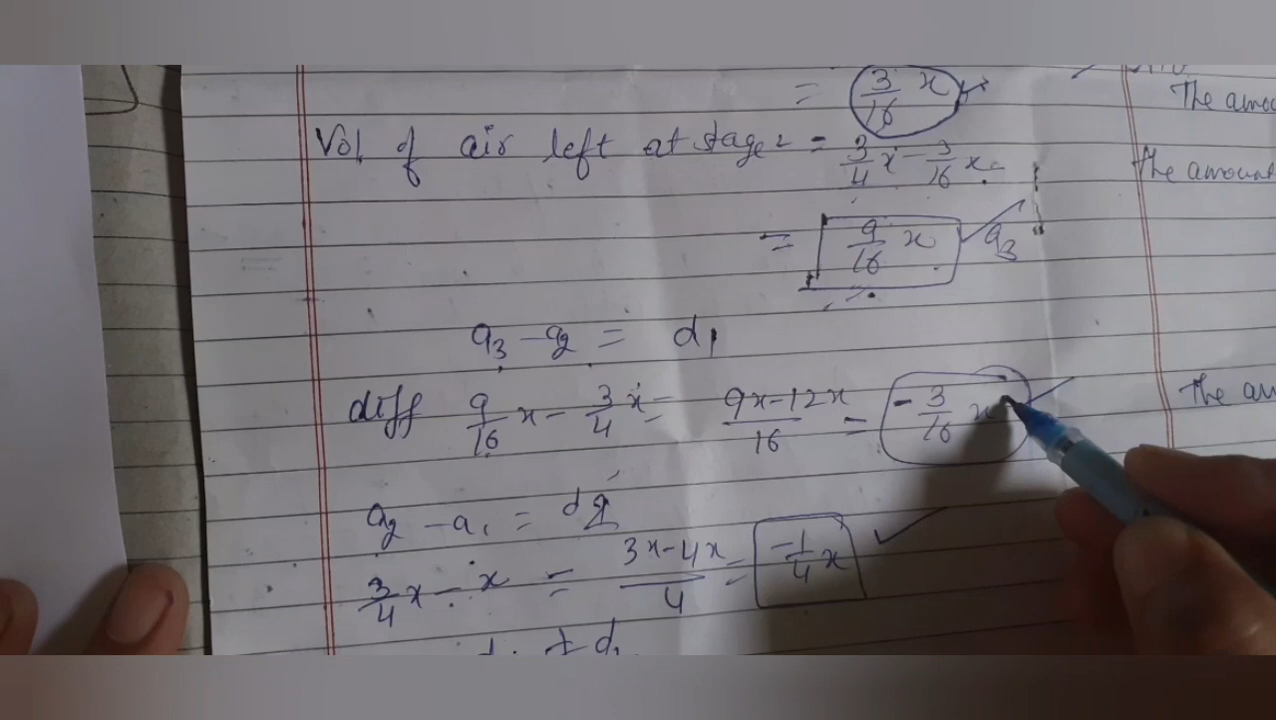 = 3/16 x
Vol. of air left at stage 2 = 3/4 x - 3/16 x
= 9/16 x a3
a3 - a2 = d1
diff 9/16 x - 3/4 x = 9x-12x/16 = -3/16 x
a2 - a1 = d2
3/4 x - x = 3x-4x/4 = -1/4 x
The amou
The amount
The am